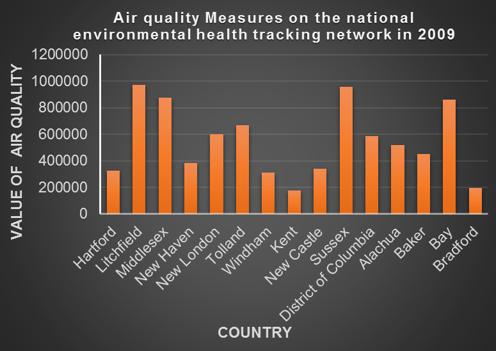 Air quality Measures on the national
environmental health tracking network in 2009
VALUE OF AIR QUALITY
1200000
1000000
800000
600000
400000
200000
0
Hartford
Litchfield
Middlesex
New Haven
New London
Tolland
Windham
Kent
New Castle
Sussex
District of Columbia
Alachua
Baker
Bay
Bradford
COUNTRY